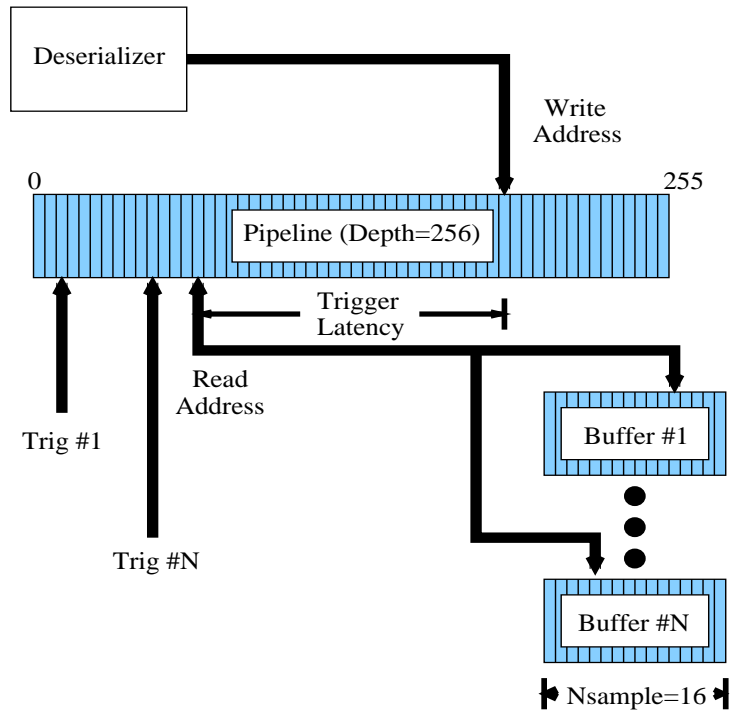 Deserializer
Write
Address
0
255
Pipeline (Depth=256)
Trigger
Latency
Read
Address
Trig #1
Buffer #1
Trig #N
Buffer #N
Nsample=16